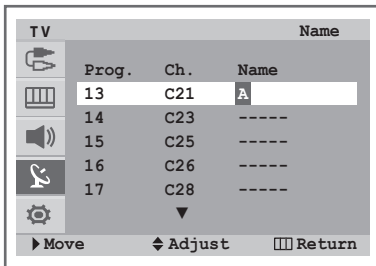 TV Name
Prog. Ch. Name
13 C21 A
14 C23 -----
15 C25 -----
16 C26 -----
17 C28 -----
Move Adjust Return